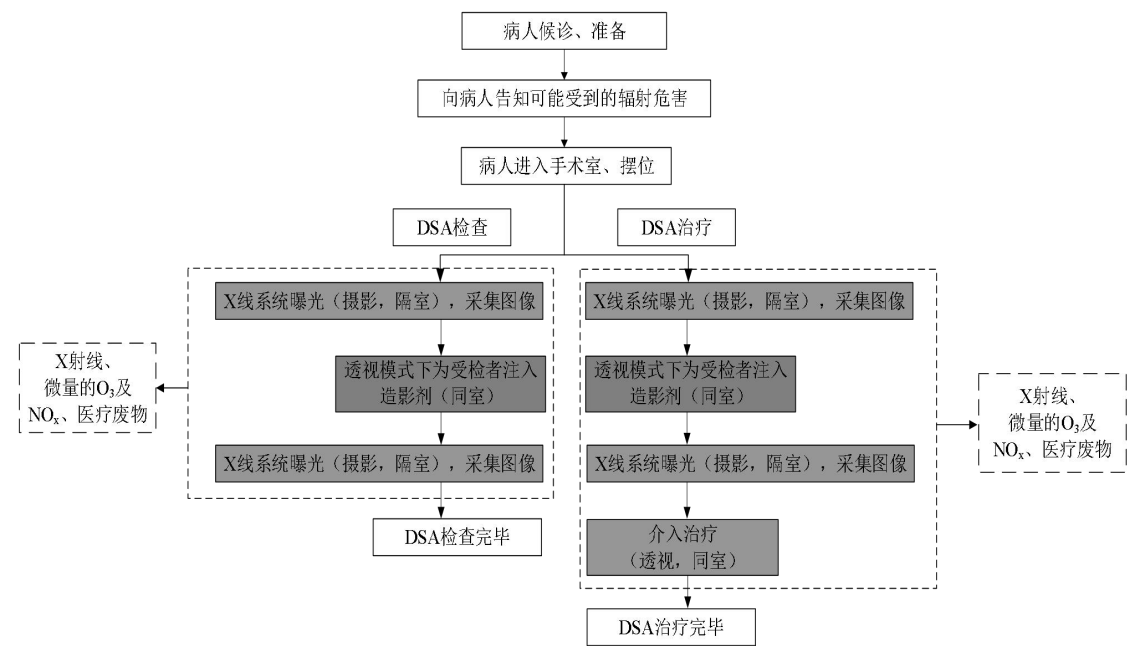 病人候诊、准备
向病人告知可能受到的辐射危害
病人进入手术室、摆位
DSA检查
DSA治疗
X线系统曝光（摄影，隔室），采集图像
透视模式下为受检者注入
造影剂（同室）
X线系统曝光（摄影，隔室），采集图像
DSA检查完毕
X射线、
微量的O₃及
NOₓ、医疗废物
X线系统曝光（摄影，隔室），采集图像
透视模式下为受检者注入
造影剂（同室）
X线系统曝光（摄影，隔室），采集图像
介入治疗
（透视，同室）
DSA治疗完毕
X射线、
微量的O₃及
NOₓ、医疗废物